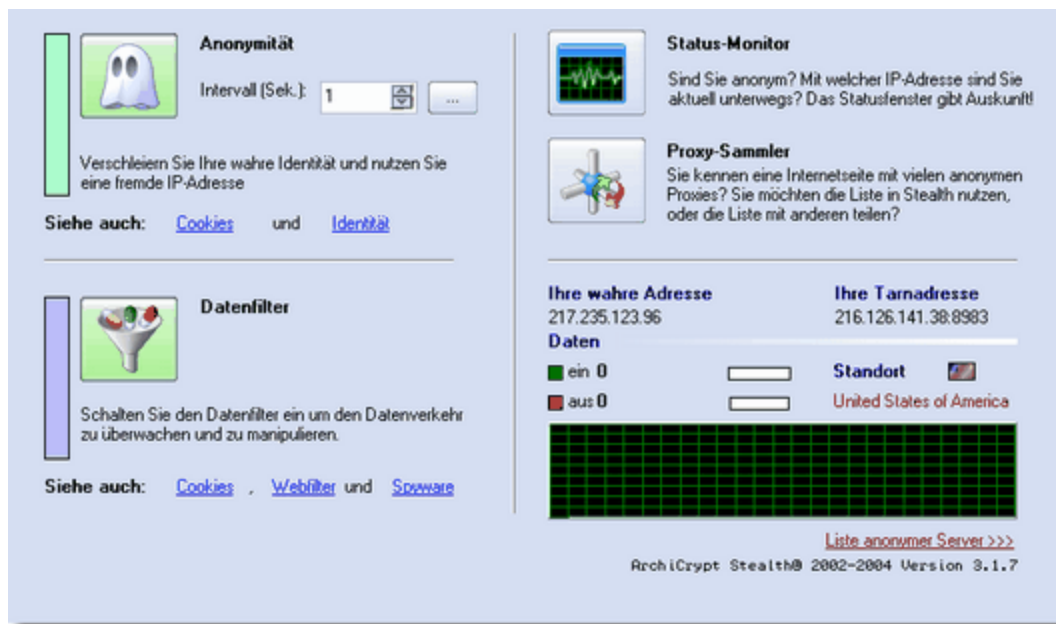 Anonymität
Intervall (Sek.): 1 ...
Verschleiern Sie Ihre wahre Identität und nutzen Sie
eine fremde IP-Adresse
Siehe auch: Cookies und Identität
Datenfilter
Schalten Sie den Datenfilter ein um den Datenverkehr
zu überwachen und zu manipulieren.
Siehe auch: Cookies , Webfilter und Spyware
Status-Monitor
Sind Sie anonym? Mit welcher IP-Adresse sind Sie
aktuell unterwegs? Das Statusfenster gibt Auskunft!
Proxy-Sammler
Sie kennen eine Internetseite mit vielen anonymen
Proxies? Sie möchten die Liste in Stealth nutzen,
oder die Liste mit anderen teilen?
Ihre wahre Adresse Ihre Tarnadresse
217.235.123.96 216.126.141.38:8983
Daten
ein 0 Standort
aus 0 United States of America
Liste anonymer Server >>>
ArchiCrypt Stealth® 2002-2004 Version 3.1.7